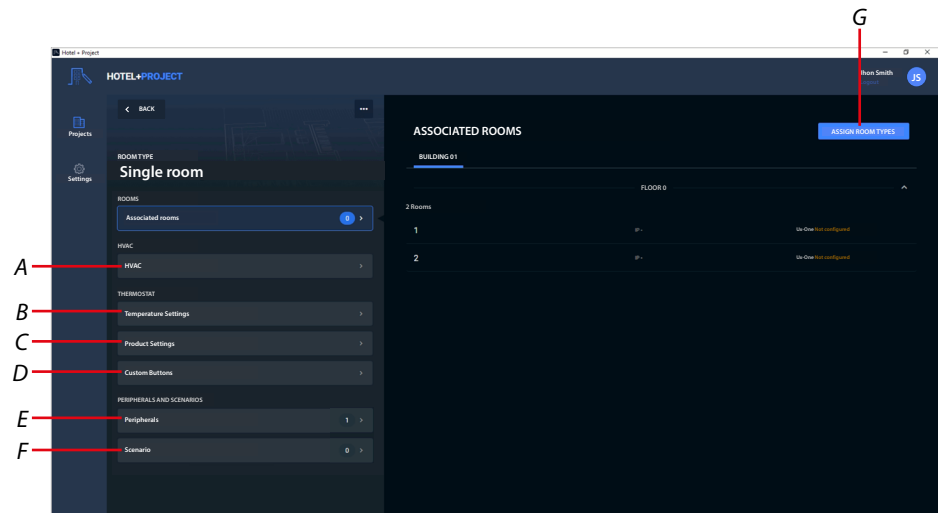 G
Hotel + Project
HOTEL+PROJECT
Jhon Smith
JS
BACK
Projects
Settings
ROOM TYPE
Single room
ROOMS
Associated rooms 0
HVAC
A HVAC
THERMOSTAT
B Temperature Settings
C Product Settings
D Custom Buttons
PERIPHERALS AND SCENARIOS
E Peripherals 1
F Scenario 0
ASSOCIATED ROOMS
ASSIGN ROOM TYPES
BUILDING 01
FLOOR 0
2 Rooms
1 Ux-One Not configured
2 Ux-One Not configured